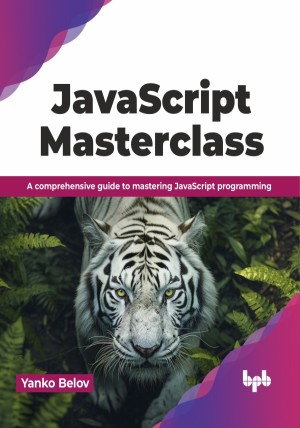 JavaScript
Masterclass
A comprehensive guide to mastering JavaScript programming
Yanko Belov
bpb